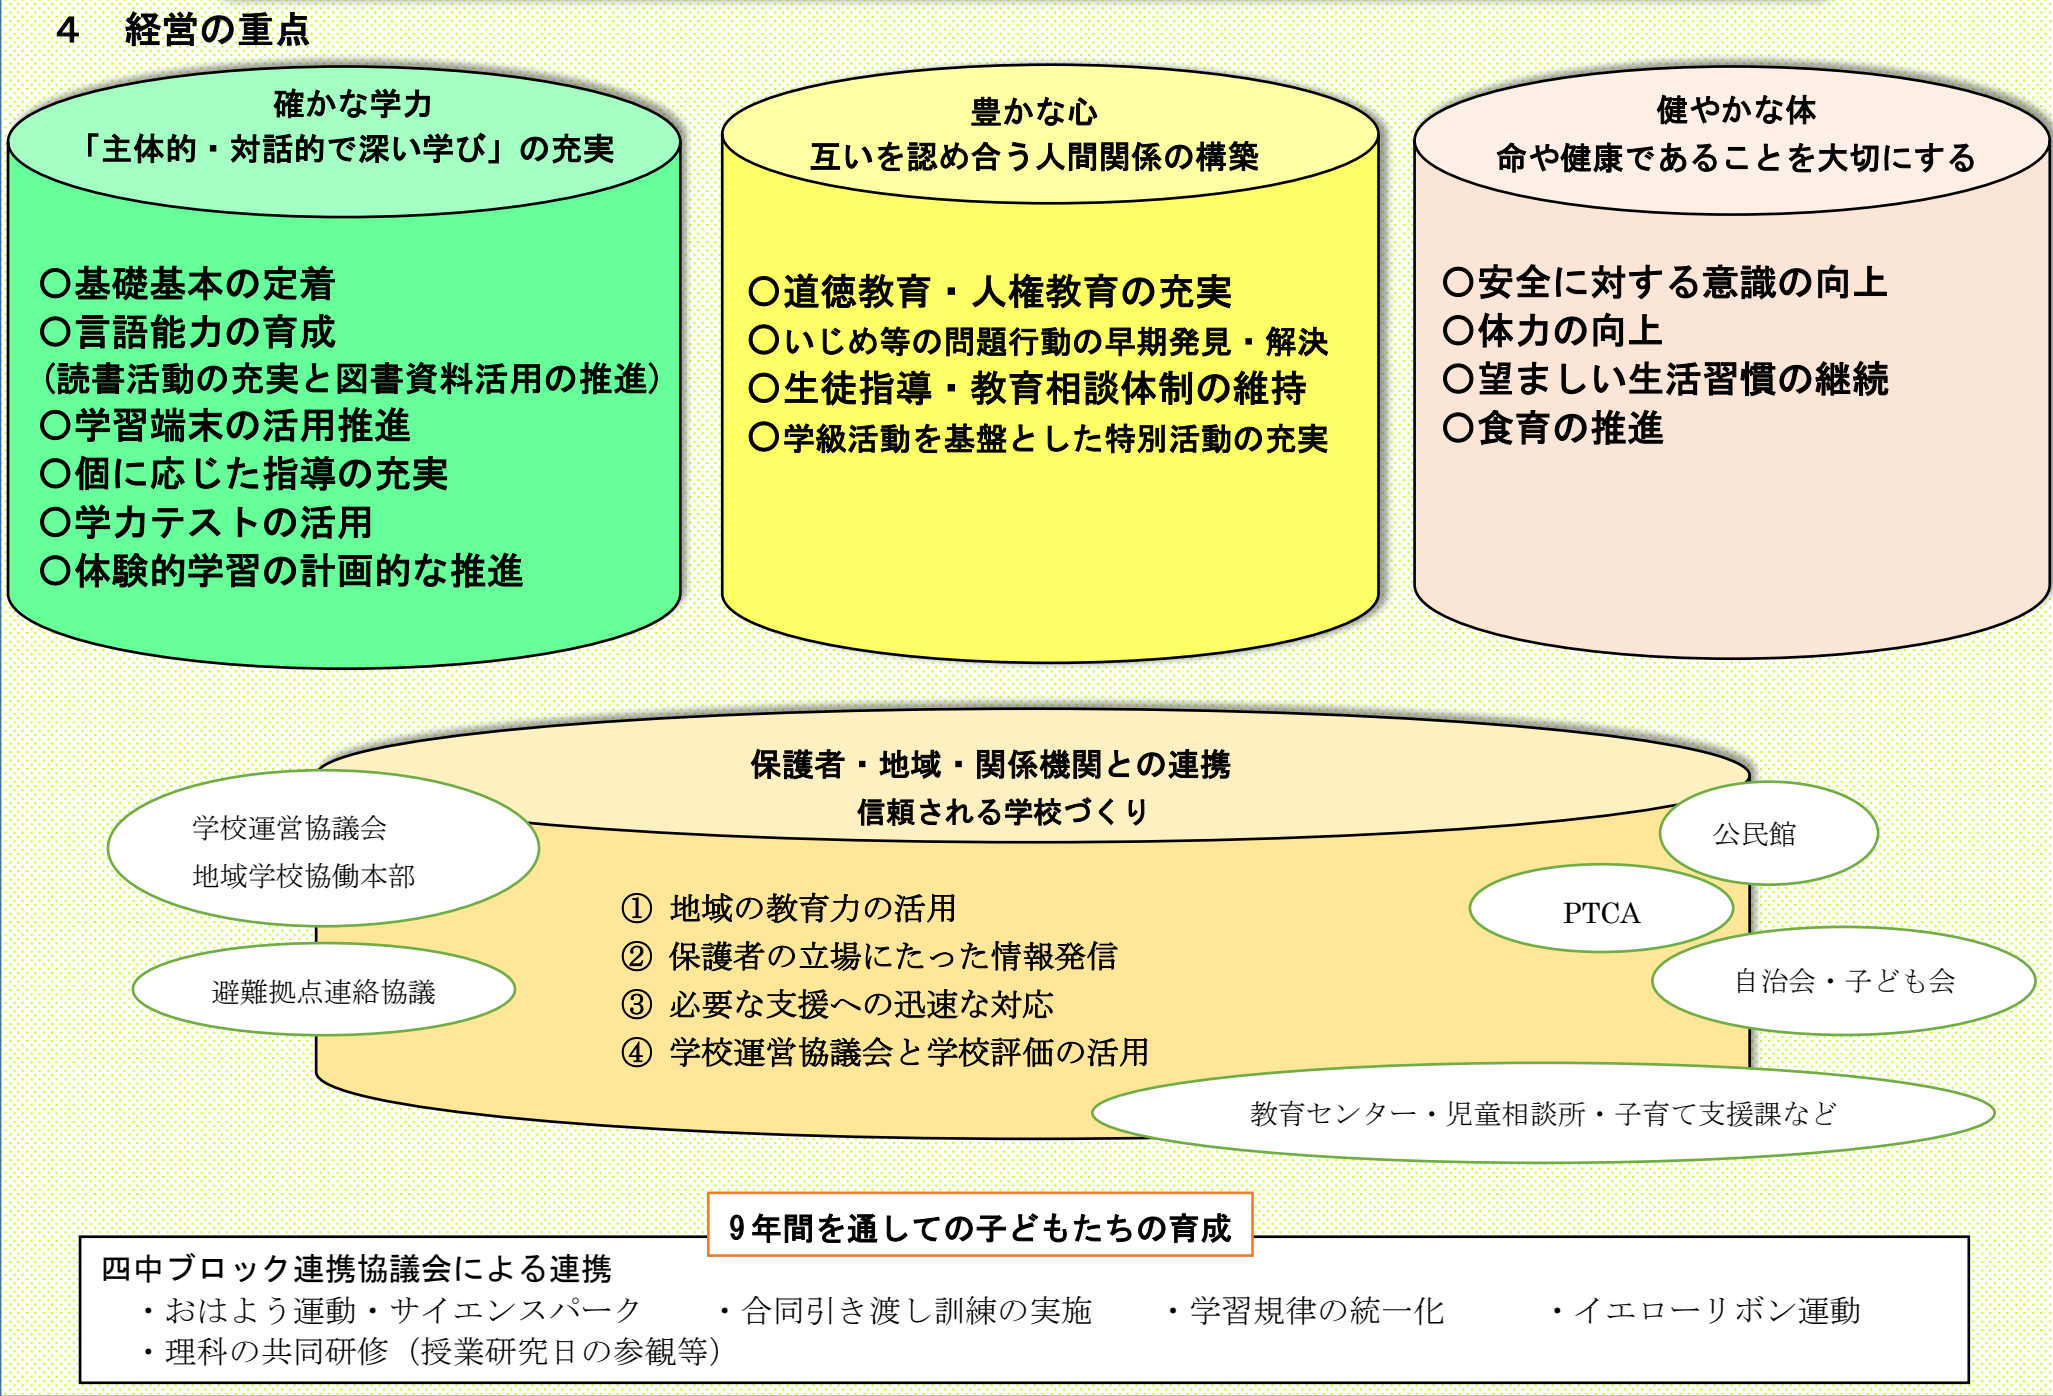 ４　経営の重点
確かな学力
「主体的・対話的で深い学び」の充実
〇基礎基本の定着
〇言語能力の育成
(読書活動の充実と図書資料活用の推進)
〇学習端末の活用推進
〇個に応じた指導の充実
〇学力テストの活用
〇体験的学習の計画的な推進
豊かな心
互いを認め合う人間関係の構築
〇道徳教育・人権教育の充実
〇いじめ等の問題行動の早期発見・解決
〇生徒指導・教育相談体制の維持
〇学級活動を基盤とした特別活動の充実
健やかな体
命や健康であることを大切にする
〇安全に対する意識の向上
〇体力の向上
〇望ましい生活習慣の継続
〇食育の推進
保護者・地域・関係機関との連携
信頼される学校づくり
学校運営協議会
地域学校協働本部
避難拠点連絡協議
① 地域の教育力の活用
② 保護者の立場にたった情報発信
③ 必要な支援への迅速な対応
④ 学校運営協議会と学校評価の活用
公民館
PTCA
自治会・子ども会
教育センター・児童相談所・子育て支援課など
9年間を通しての子どもたちの育成
四中ブロック連携協議会による連携
・おはよう運動・サイエンスパーク　　・合同引き渡し訓練の実施　　・学習規律の統一化　　・イエローリボン運動
・理科の共同研修（授業研究日の参観等）